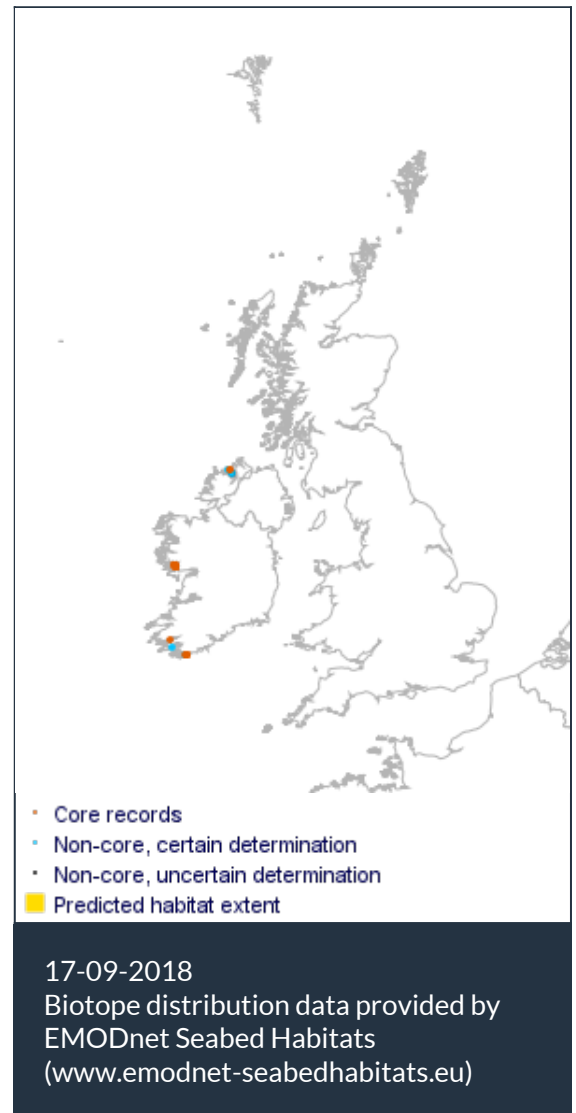 Core records
Non-core, certain determination
Non-core, uncertain determination
Predicted habitat extent
17-09-2018
Biotope distribution data provided by
EMODnet Seabed Habitats
(www.emodnet-seabedhabitats.eu)